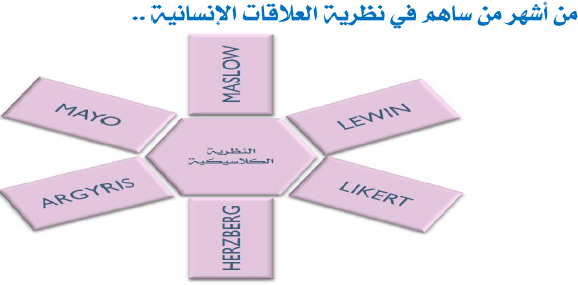 من أشهر من ساهم في نظرية العلاقات الإنسانية ..
MASLOW
MAYO
LEWIN
النظرية
الكلاسيكية
ARGYRIS
LIKERT
HERZBERG